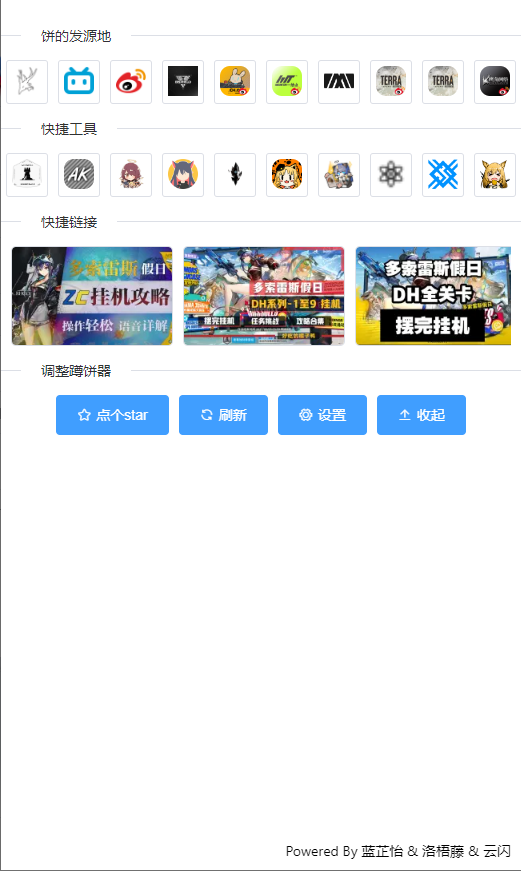 饼的发源地
TERRA
TERRA
快捷工具
AK
快捷链接
多索雷斯假日
ZC挂机攻略
操作轻松 语音详解
多索雷斯假日
DH系列-1至9 挂机
摆完挂机 任务挑战 攻略合集
多索雷斯假日
DH全关卡
摆完挂机
调整蹲饼器
点个star
刷新
设置
收起
Powered By 蓝芷怡 & 洛梧藤 & 云闪